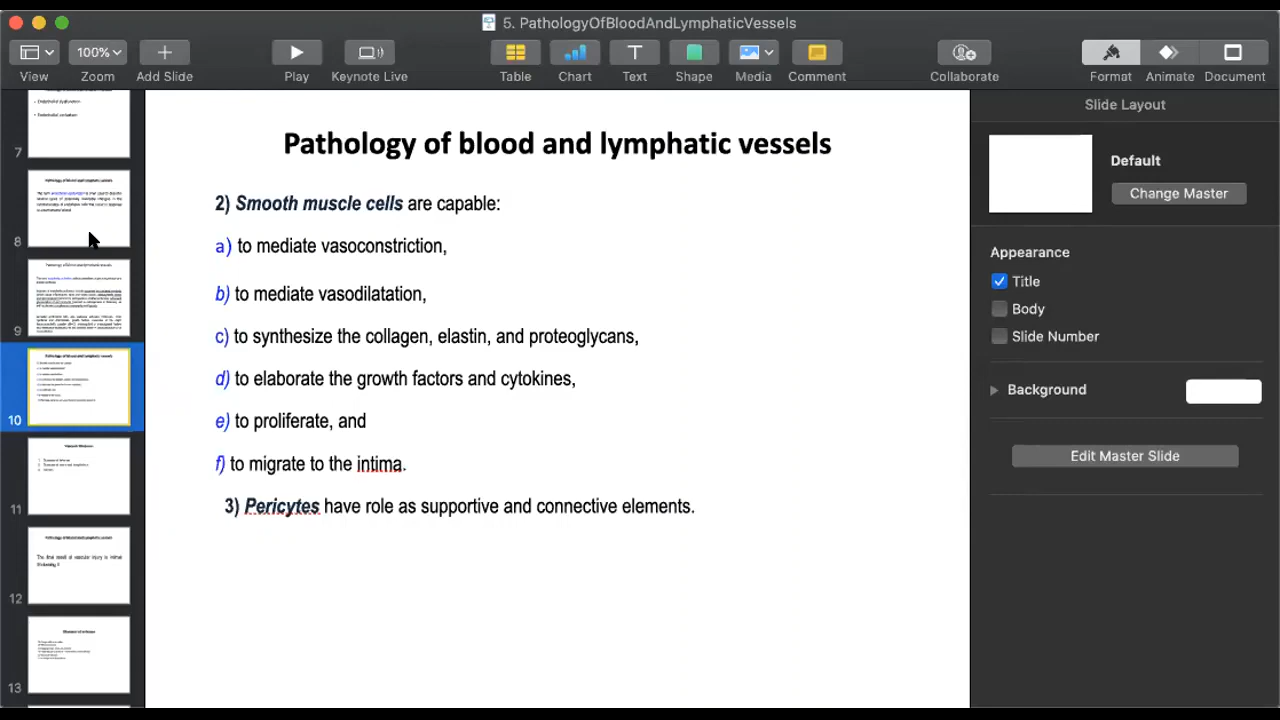 5. PathologyOfBloodAndLymphaticVessels
100%
View
Zoom
Add Slide
Play
Keynote Live
Table
Chart
Text
Shape
Media
Comment
Collaborate
Format
Animate
Document
7
8
9
10
11
12
13
Pathology of blood and lymphatic vessels
2) Smooth muscle cells are capable:
a) to mediate vasoconstriction,
b) to mediate vasodilatation,
c) to synthesize the collagen, elastin, and proteoglycans,
d) to elaborate the growth factors and cytokines,
e) to proliferate, and
f) to migrate to the intima.
3) Pericytes have role as supportive and connective elements.
Slide Layout
Default
Change Master
Appearance
Title
Body
Slide Number
Background
Edit Master Slide